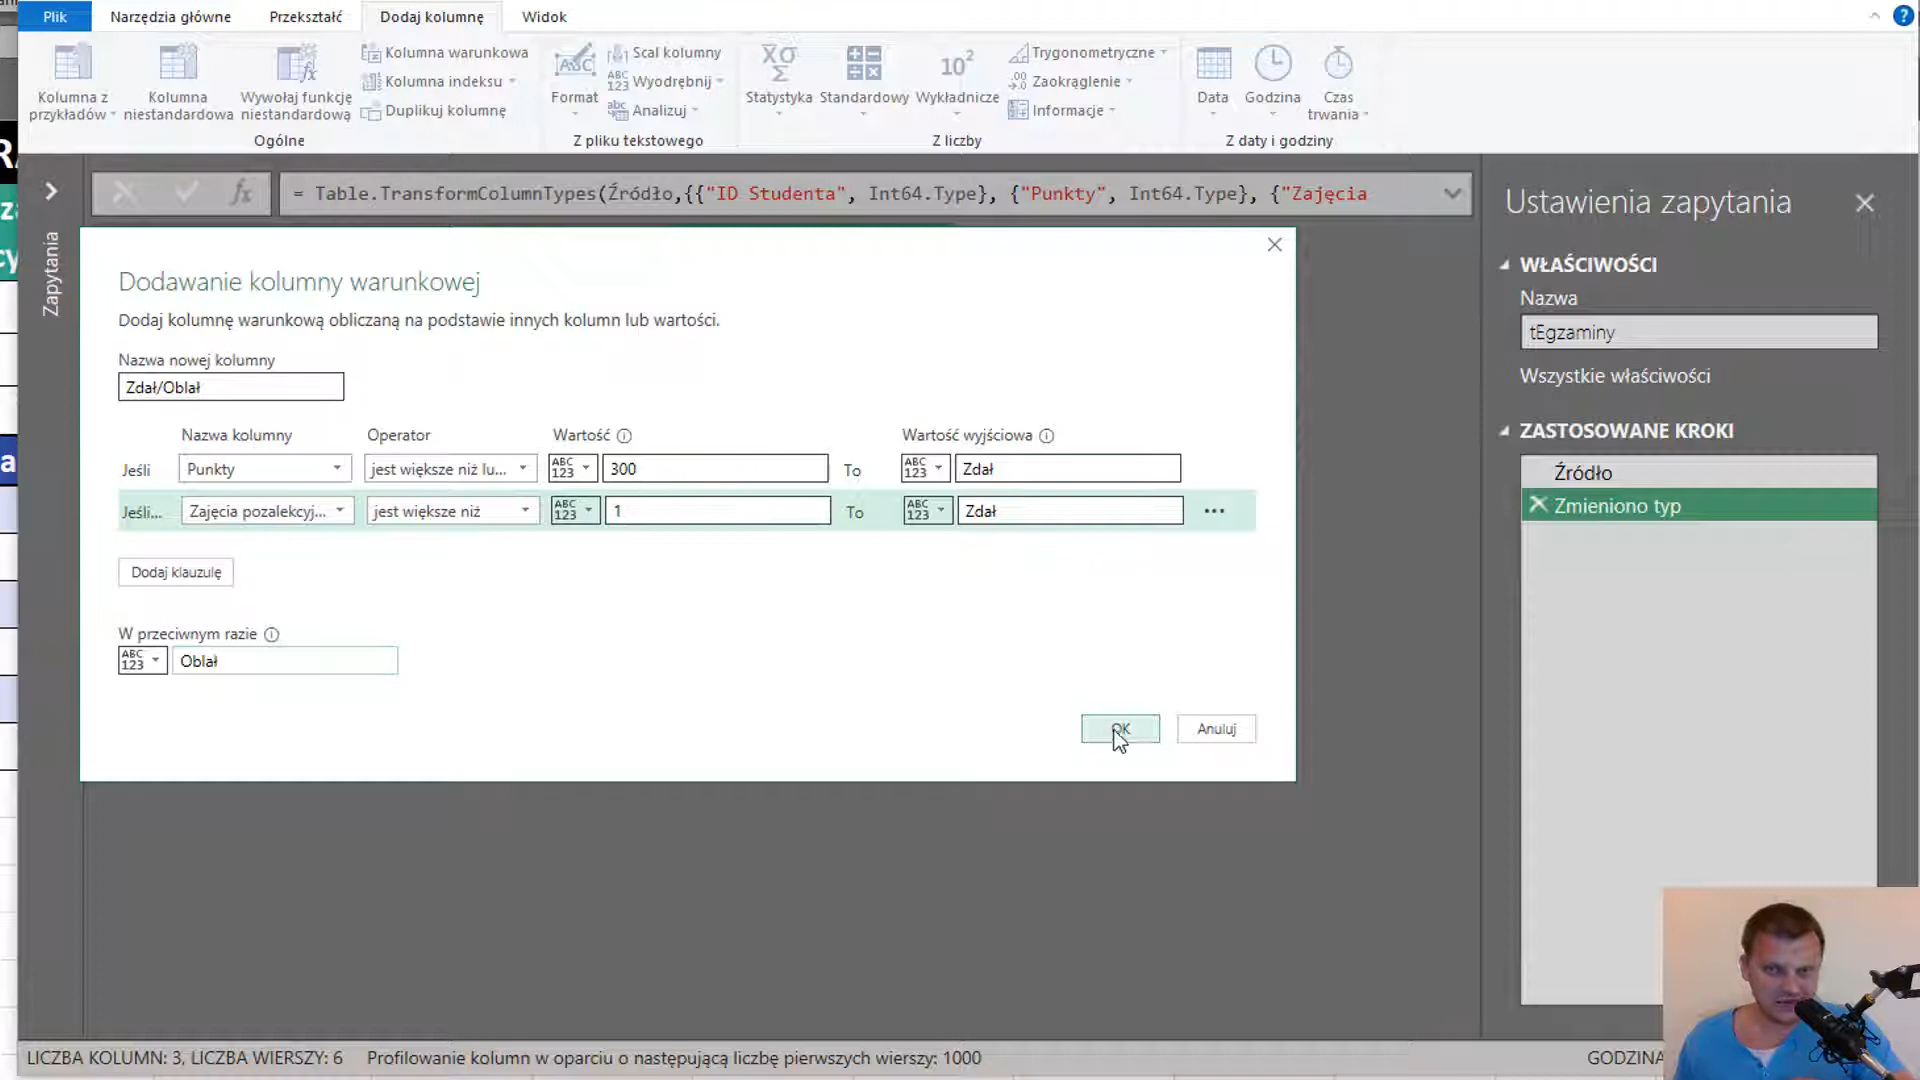 Plik
Narzędzia główne
Przekształć
Dodaj kolumnę
Widok
?
Kolumna z przykładów
Kolumna niestandardowa
Wywołaj funkcję niestandardową
Kolumna warunkowa
Kolumna indeksu
Duplikuj kolumnę
Ogólne
Format
Scal kolumny
Wyodrębnij
Analizuj
Z pliku tekstowego
Statystyka
Standardowy
Wykładnicze
Trygonometryczne
Zaokrąglenie
Informacje
Z liczby
Data
Godzina
Czas trwania
Z daty i godziny
fx
= Table.TransformColumnTypes(Źródło,{{"ID Studenta", Int64.Type}, {"Punkty", Int64.Type}, {"Zajęcia
Zapytania
Dodawanie kolumny warunkowej
Dodaj kolumnę warunkową obliczaną na podstawie innych kolumn lub wartości.
Nazwa nowej kolumny
Zdał/Oblał
Nazwa kolumny
Operator
Wartość
Wartość wyjściowa
Jeśli
Punkty
jest większe niż lu...
ABC 123
300
To
ABC 123
Zdał
Jeśli...
Zajęcia pozalekcyj...
jest większe niż
ABC 123
1
To
ABC 123
Zdał
...
Dodaj klauzulę
W przeciwnym razie
ABC 123
Oblał
OK
Anuluj
Ustawienia zapytania
WŁAŚCIWOŚCI
Nazwa
tEgzaminy
Wszystkie właściwości
ZASTOSOWANE KROKI
Źródło
Zmieniono typ
LICZBA KOLUMN: 3, LICZBA WIERSZY: 6
Profilowanie kolumn w oparciu o następującą liczbę pierwszych wierszy: 1000
GODZINA